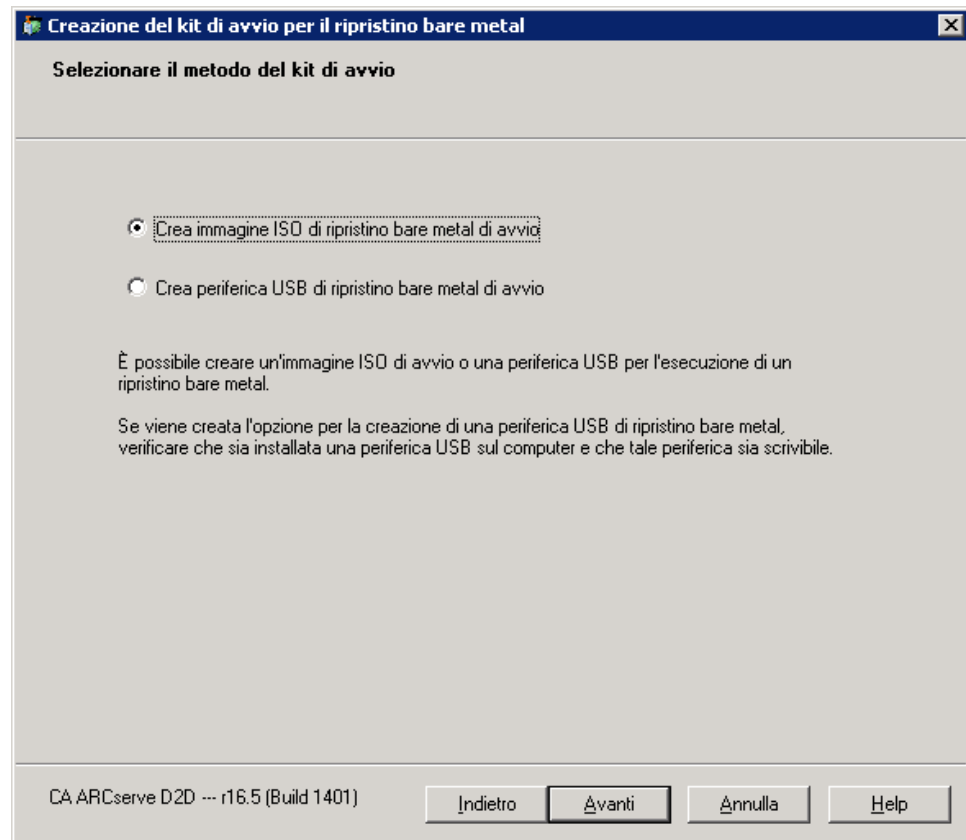 Creazione del kit di avvio per il ripristino bare metal
Selezionare il metodo del kit di avvio
Crea immagine ISO di ripristino bare metal di avvio
Crea periferica USB di ripristino bare metal di avvio
È possibile creare un'immagine ISO di avvio o una periferica USB per l'esecuzione di un
ripristino bare metal.
Se viene creata l'opzione per la creazione di una periferica USB di ripristino bare metal,
verificare che sia installata una periferica USB sul computer e che tale periferica sia scrivibile.
CA ARCserve D2D --- r16.5 (Build 1401)
Indietro
Avanti
Annulla
Help